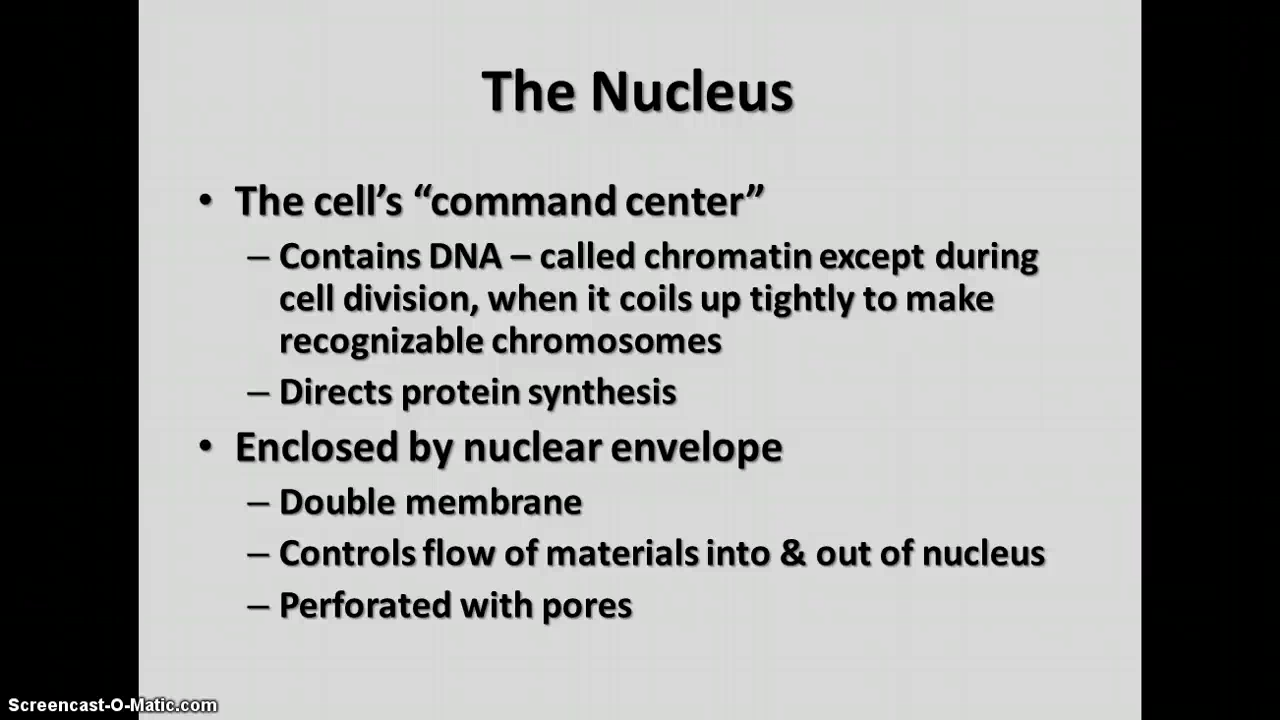 The Nucleus
• The cell’s “command center”
– Contains DNA – called chromatin except during
cell division, when it coils up tightly to make
recognizable chromosomes
– Directs protein synthesis
• Enclosed by nuclear envelope
– Double membrane
– Controls flow of materials into & out of nucleus
– Perforated with pores
Screencast-O-Matic.com